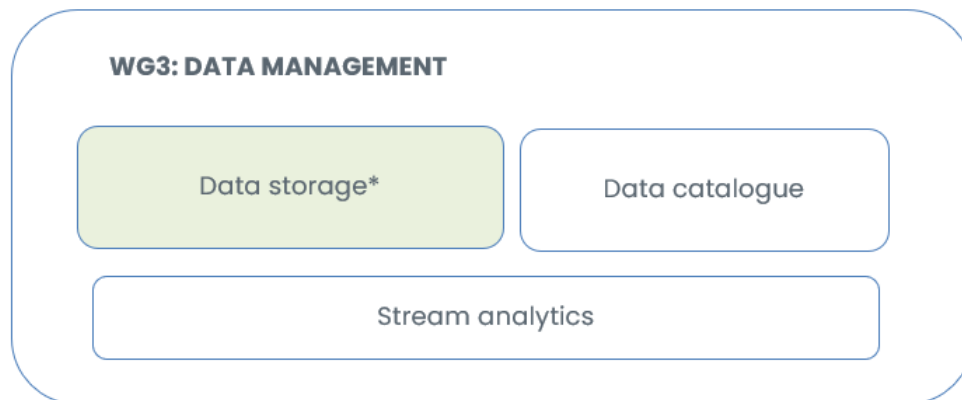 WG3: DATA MANAGEMENT
Data storage*
Data catalogue
Stream analytics